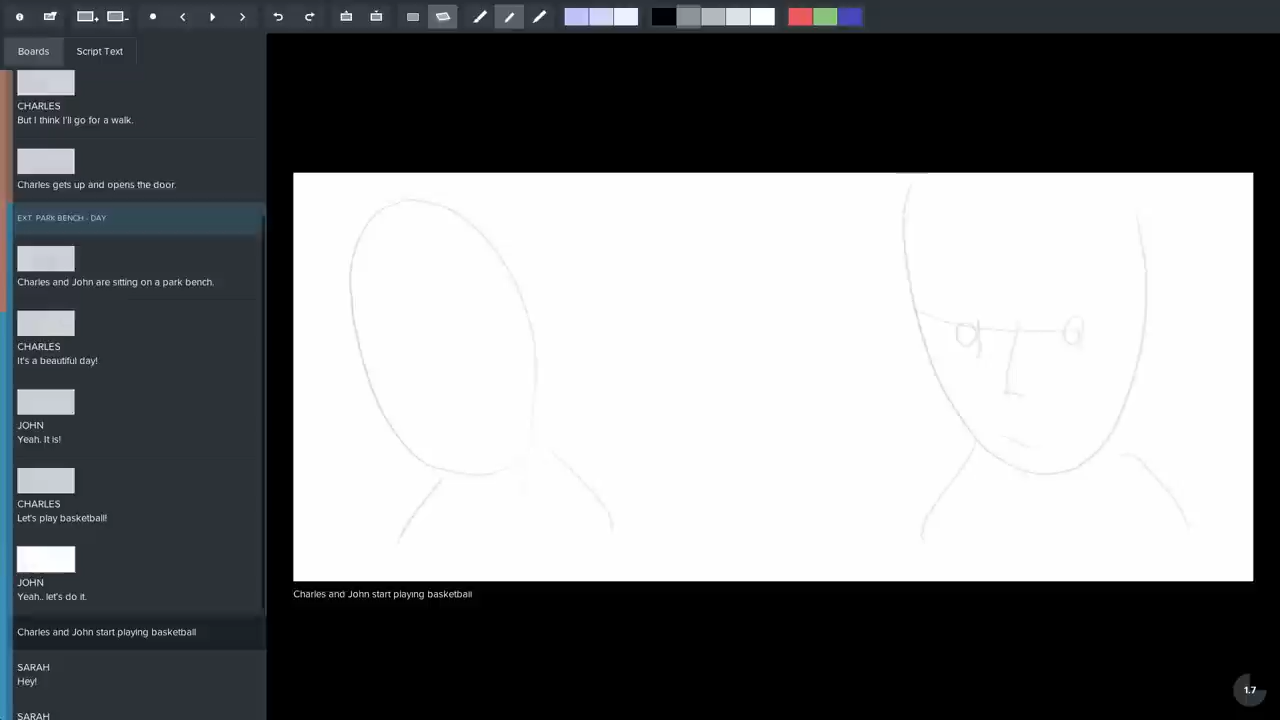 Boards
Script Text
CHARLES
But I think I'll go for a walk.
Charles gets up and opens the door.
EXT. PARK BENCH - DAY
Charles and John are sitting on a park bench.
CHARLES
It's a beautiful day!
JOHN
Yeah. It is!
CHARLES
Let's play basketball!
JOHN
Yeah.. let's do it.
Charles and John start playing basketball
SARAH
Hey!
SARAH
Charles and John start playing basketball
1.7